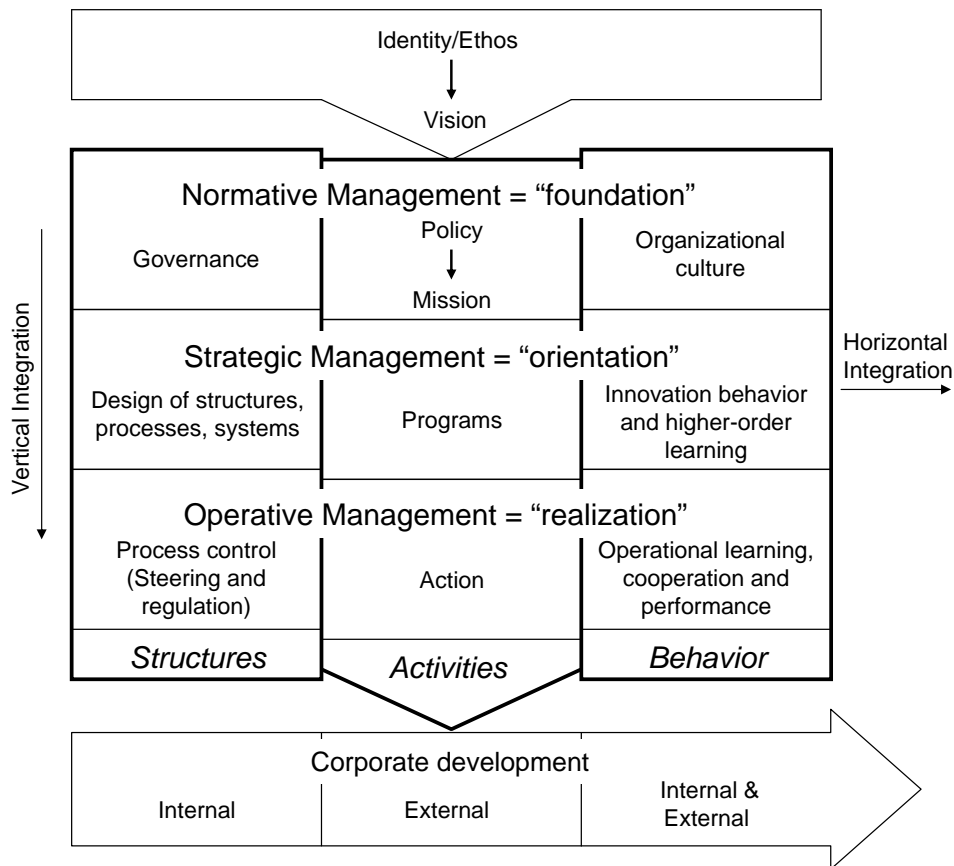 Identity/Ethos
Vision
Normative Management = “foundation”
Governance
Policy
Mission
Organizational
culture
Strategic Management = “orientation”
Design of structures,
processes, systems
Programs
Innovation behavior
and higher-order
learning
Operative Management = “realization”
Process control
(Steering and
regulation)
Action
Operational learning,
cooperation and
performance
Structures
Activities
Behavior
Vertical Integration
Horizontal
Integration
Corporate development
Internal
External
Internal &
External